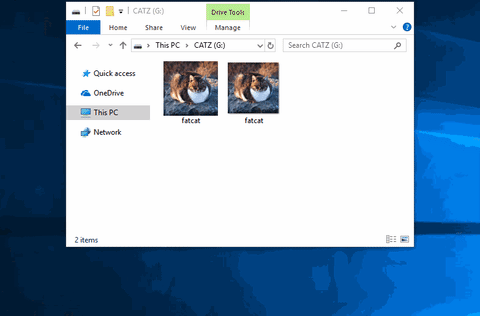 CATZ (G:)
Drive Tools
File
Home
Share
View
Manage
This PC
CATZ (G:)
Search CATZ (G:)
Quick access
OneDrive
This PC
Network
fatcat
fatcat
2 items